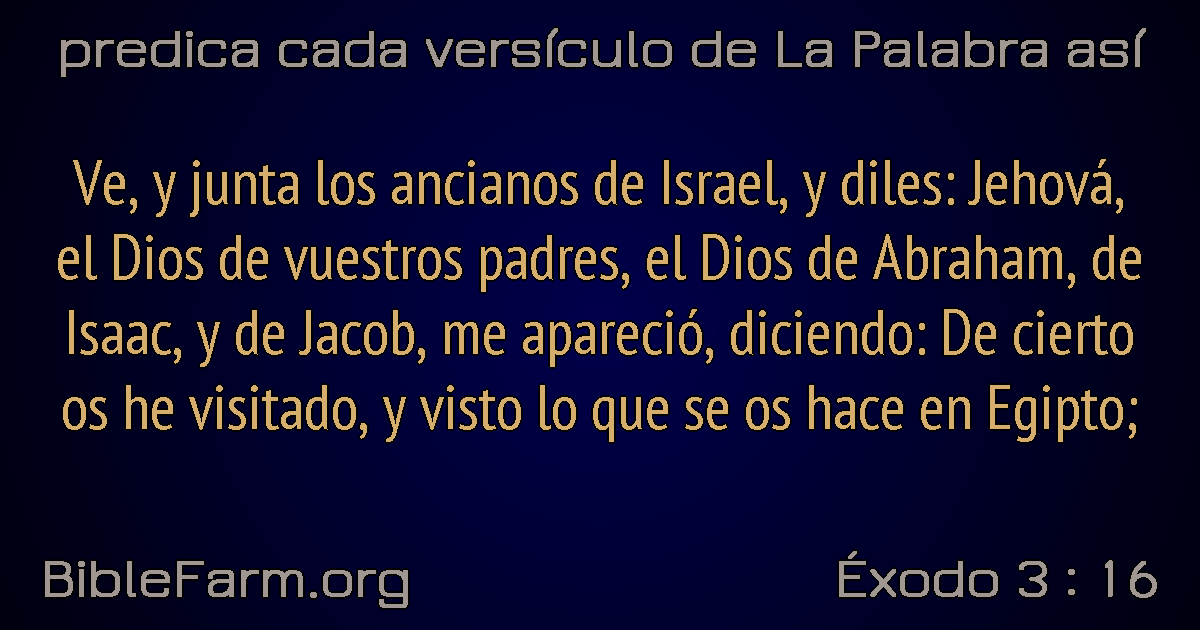 predica cada versículo de La Palabra así
Ve, y junta los ancianos de Israel, y diles: Jehová,
el Dios de vuestros padres, el Dios de Abraham, de
Isaac, y de Jacob, me apareció, diciendo: De cierto
os he visitado, y visto lo que se os hace en Egipto;
BibleFarm.org
Éxodo 3 : 16